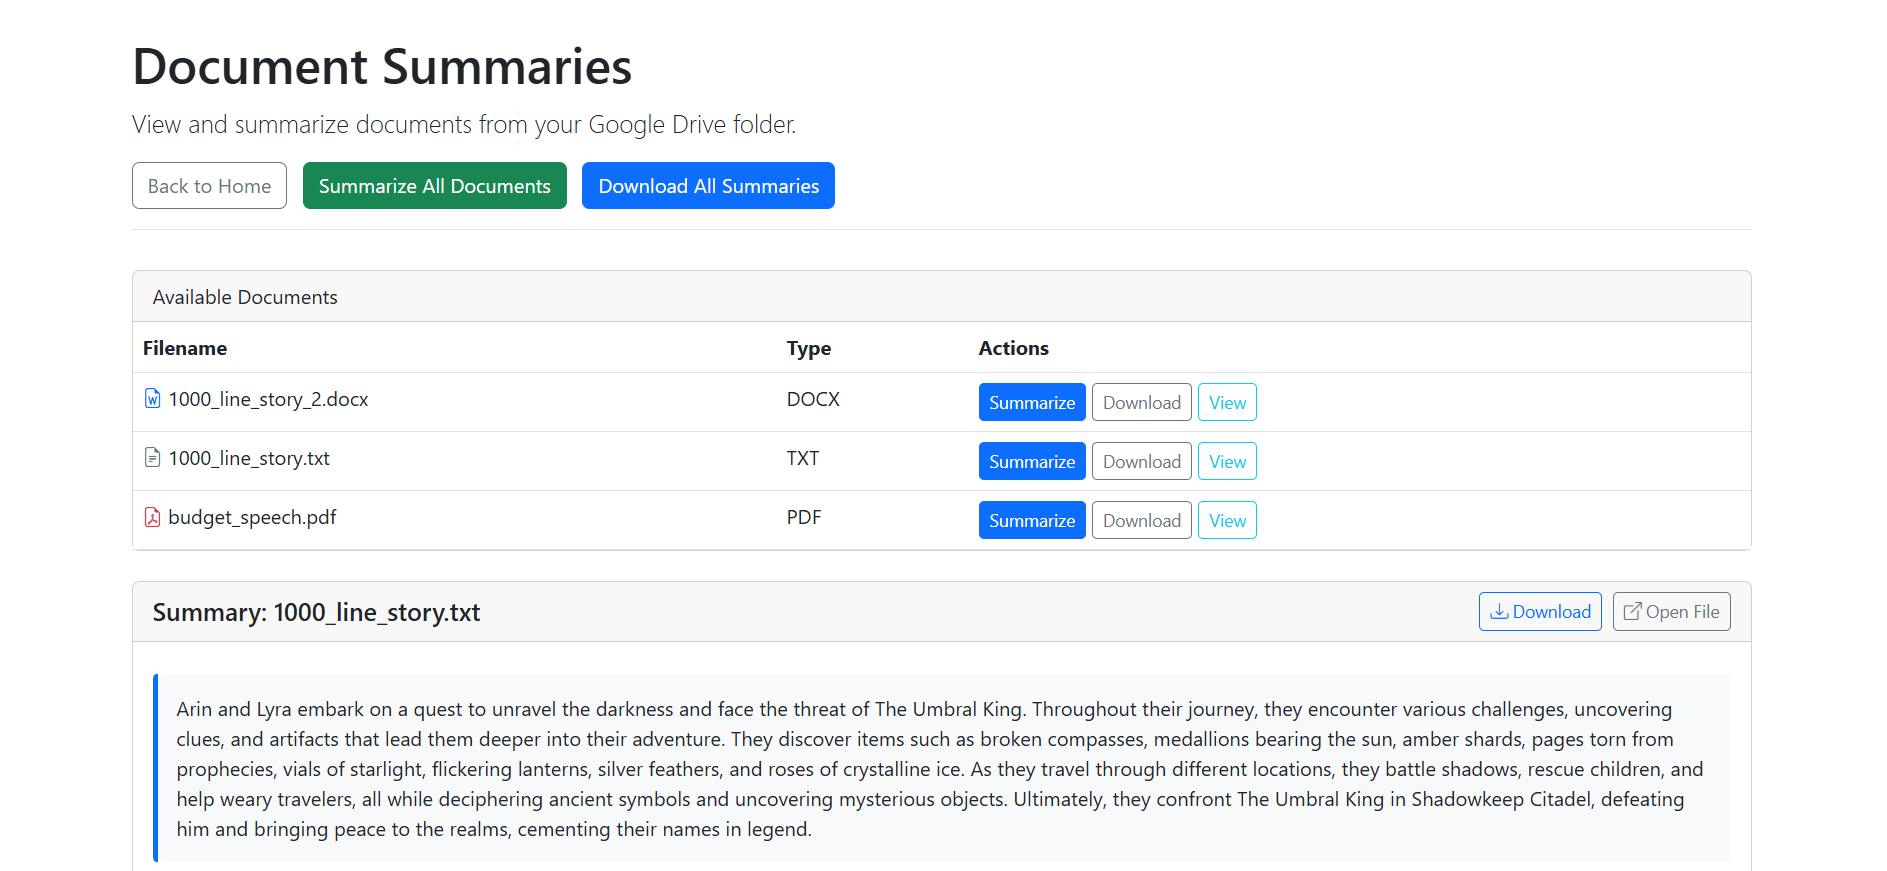 Document Summaries
View and summarize documents from your Google Drive folder.
Back to Home Summarize All Documents Download All Summaries
Available Documents
Filename Type Actions
1000_line_story_2.docx DOCX Summarize Download View
1000_line_story.txt TXT Summarize Download View
budget_speech.pdf PDF Summarize Download View
Summary: 1000_line_story.txt Download Open File
Arin and Lyra embark on a quest to unravel the darkness and face the threat of The Umbral King. Throughout their journey, they encounter various challenges, uncovering
clues, and artifacts that lead them deeper into their adventure. They discover items such as broken compasses, medallions bearing the sun, amber shards, pages torn from
prophecies, vials of starlight, flickering lanterns, silver feathers, and roses of crystalline ice. As they travel through different locations, they battle shadows, rescue children, and
help weary travelers, all while deciphering ancient symbols and uncovering mysterious objects. Ultimately, they confront The Umbral King in Shadowkeep Citadel, defeating
him and bringing peace to the realms, cementing their names in legend.